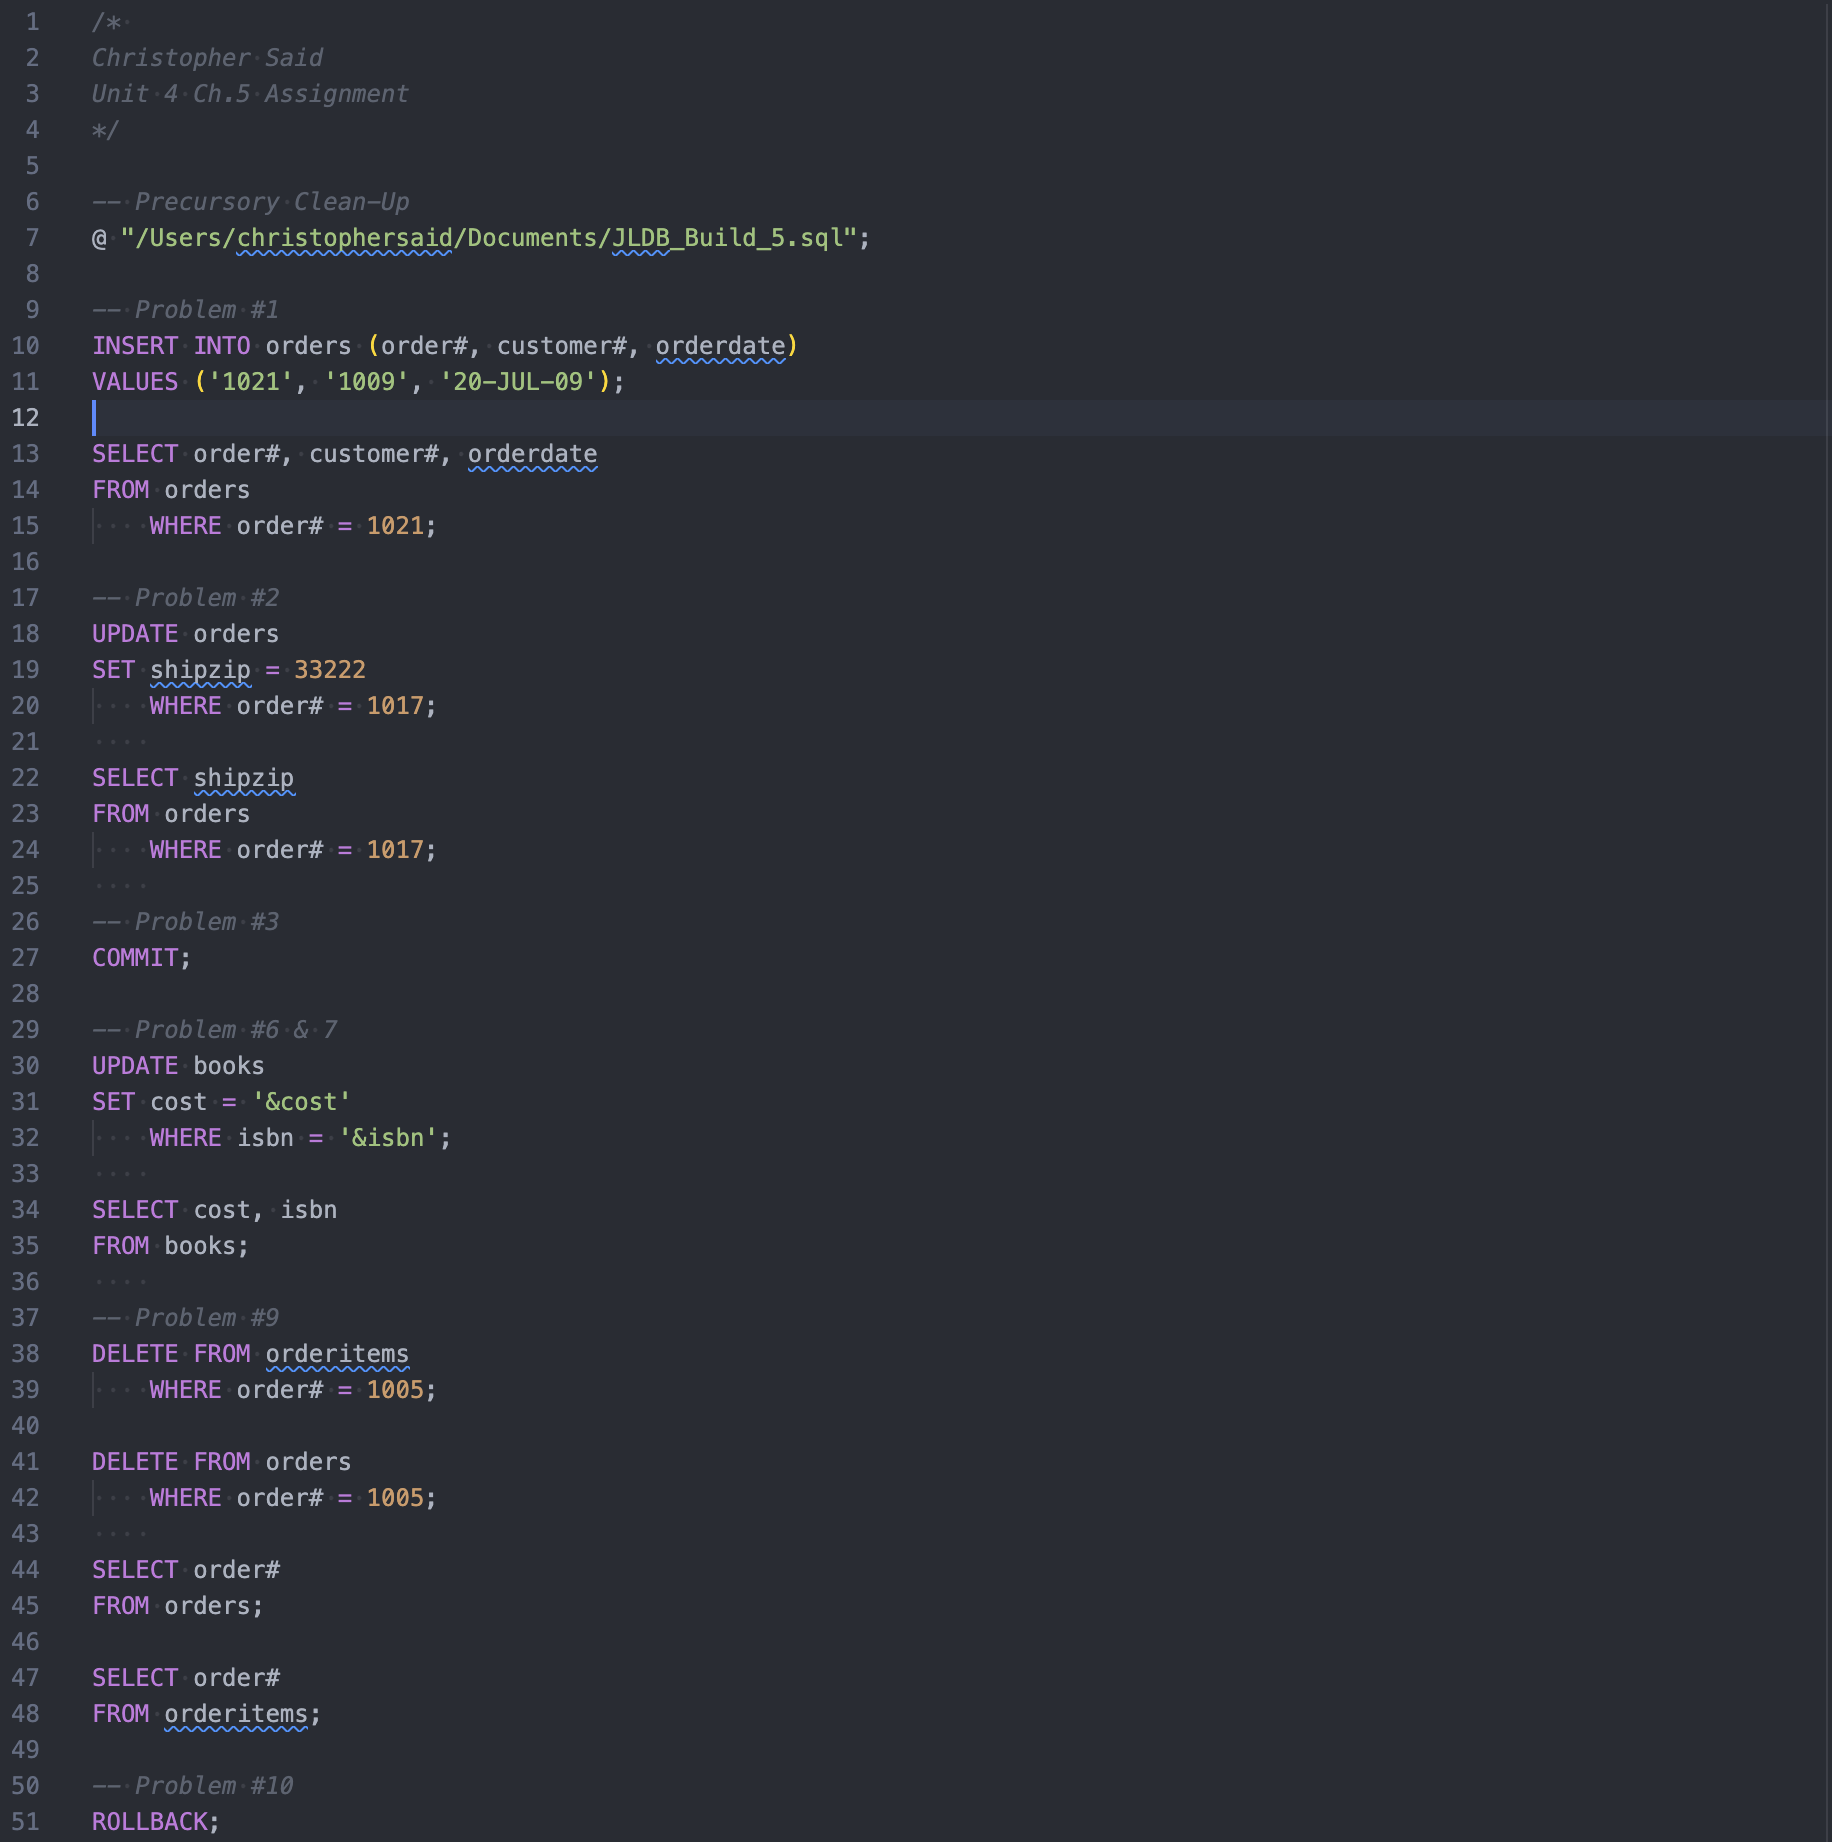 1 /*
2 Christopher Said
3 Unit 4 Ch.5 Assignment
4 */
5
6 -- Precursory Clean-Up
7 @ "/Users/christophersaid/Documents/JLDB_Build_5.sql";
8
9 -- Problem #1
10 INSERT INTO orders (order#, customer#, orderdate)
11 VALUES ('1021', '1009', '20-JUL-09');
12
13 SELECT order#, customer#, orderdate
14 FROM orders
15     WHERE order# = 1021;
16
17 -- Problem #2
18 UPDATE orders
19 SET shipzip = 33222
20     WHERE order# = 1017;
21
22 SELECT shipzip
23 FROM orders
24     WHERE order# = 1017;
25
26 -- Problem #3
27 COMMIT;
28
29 -- Problem #6 & 7
30 UPDATE books
31 SET cost = '&cost'
32     WHERE isbn = '&isbn';
33
34 SELECT cost, isbn
35 FROM books;
36
37 -- Problem #9
38 DELETE FROM orderitems
39     WHERE order# = 1005;
40
41 DELETE FROM orders
42     WHERE order# = 1005;
43
44 SELECT order#
45 FROM orders;
46
47 SELECT order#
48 FROM orderitems;
49
50 -- Problem #10
51 ROLLBACK;